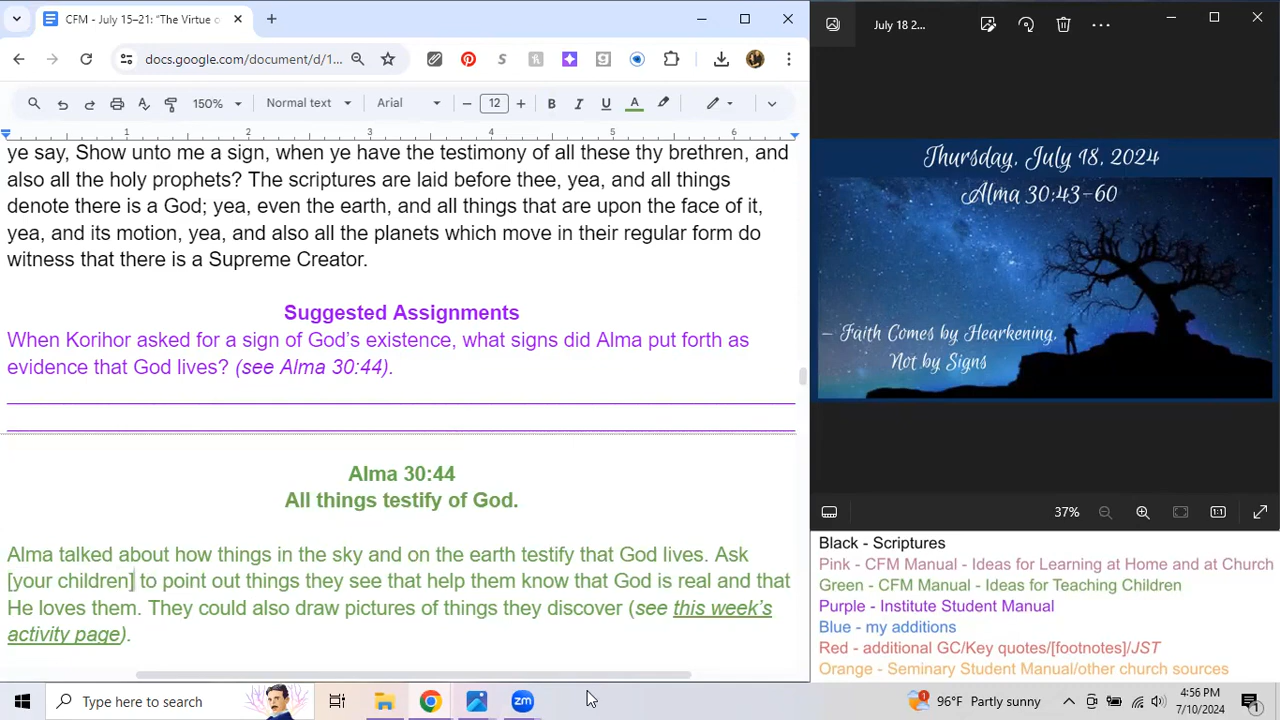 CFM - July 15–21: "The Virtue o
docs.google.com/document/d/1...
150%
Normal text
Arial
12
B I U A
1 2 3 4 5 6
ye say, Show unto me a sign, when ye have the testimony of all these thy brethren, and
also all the holy prophets? The scriptures are laid before thee, yea, and all things
denote there is a God; yea, even the earth, and all things that are upon the face of it,
yea, and its motion, yea, and also all the planets which move in their regular form do
witness that there is a Supreme Creator.
Suggested Assignments
When Korihor asked for a sign of God's existence, what signs did Alma put forth as
evidence that God lives? (see Alma 30:44).
Alma 30:44
All things testify of God.
Alma talked about how things in the sky and on the earth testify that God lives. Ask
[your children] to point out things they see that help them know that God is real and that
He loves them. They could also draw pictures of things they discover (see this week's
activity page).
July 18 2...
Thursday, July 18, 2024
Alma 30:43–60
– Faith Comes by Hearkening,
Not by Signs
37%
1:1
Black - Scriptures
Pink - CFM Manual - Ideas for Learning at Home and at Church
Green - CFM Manual - Ideas for Teaching Children
Purple - Institute Student Manual
Blue - my additions
Red - additional GC/Key quotes/[footnotes]/JST
Orange - Seminary Student Manual/other church sources
Type here to search
zm
96°F Partly sunny
4:56 PM
7/10/2024